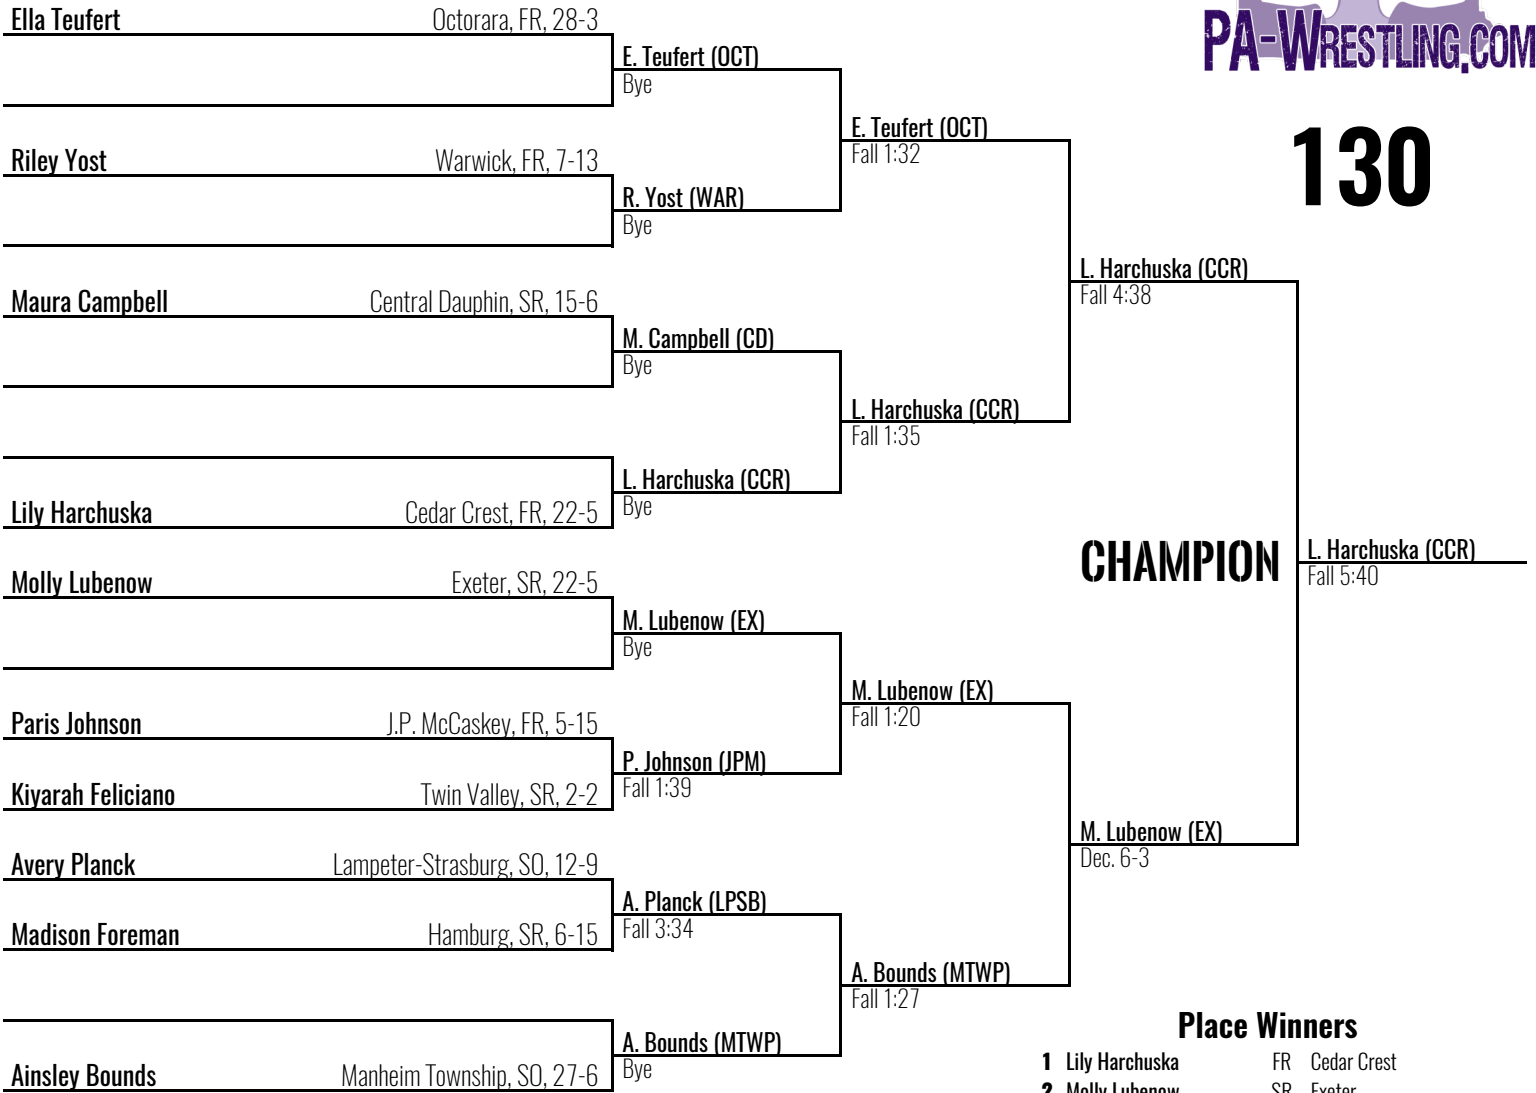 PA-WRESTLING.COM
130
Ella Teufert Octorara, FR, 28-3
E. Teufert (OCT)
Bye
E. Teufert (OCT)
Fall 1:32
Riley Yost Warwick, FR, 7-13
R. Yost (WAR)
Bye
L. Harchuska (CCR)
Fall 4:38
Maura Campbell Central Dauphin, SR, 15-6
M. Campbell (CD)
Bye
L. Harchuska (CCR)
Fall 1:35
L. Harchuska (CCR)
Bye
Lily Harchuska Cedar Crest, FR, 22-5
CHAMPION
L. Harchuska (CCR)
Fall 5:40
Molly Lubenow Exeter, SR, 22-5
M. Lubenow (EX)
Bye
M. Lubenow (EX)
Fall 1:20
Paris Johnson J.P. McCaskey, FR, 5-15
P. Johnson (JPM)
Fall 1:39
Kiyarah Feliciano Twin Valley, SR, 2-2
M. Lubenow (EX)
Dec. 6-3
Avery Planck Lampeter-Strasburg, SO, 12-9
A. Planck (LPSB)
Fall 3:34
Madison Foreman Hamburg, SR, 6-15
A. Bounds (MTWP)
Fall 1:27
A. Bounds (MTWP)
Bye
Ainsley Bounds Manheim Township, SO, 27-6
Place Winners
1 Lily Harchuska FR Cedar Crest
2 Molly Lubenow SR Exeter